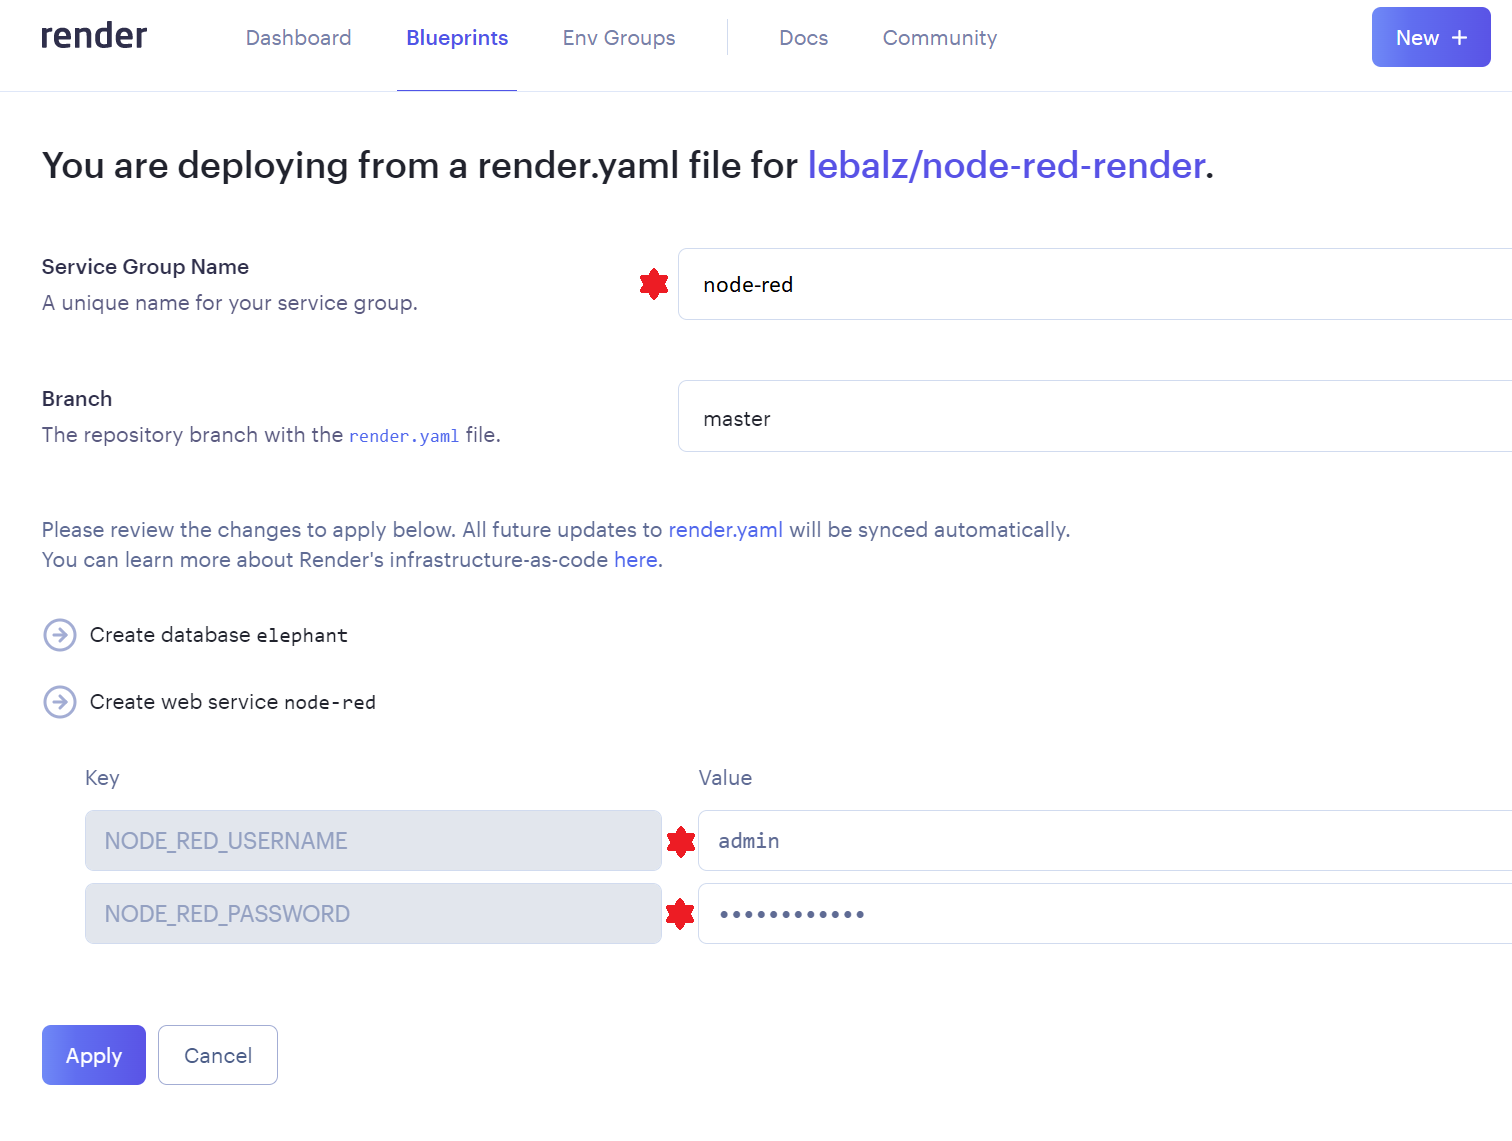 render Dashboard Blueprints Env Groups Docs Community New +
You are deploying from a render.yaml file for lebalz/node-red-render.
Service Group Name
A unique name for your service group.
node-red
Branch
The repository branch with the render.yaml file.
master
Please review the changes to apply below. All future updates to render.yaml will be synced automatically.
You can learn more about Render's infrastructure-as-code here.
Create database elephant
Create web service node-red
Key Value
NODE_RED_USERNAME admin
NODE_RED_PASSWORD ••••••••••••
Apply Cancel